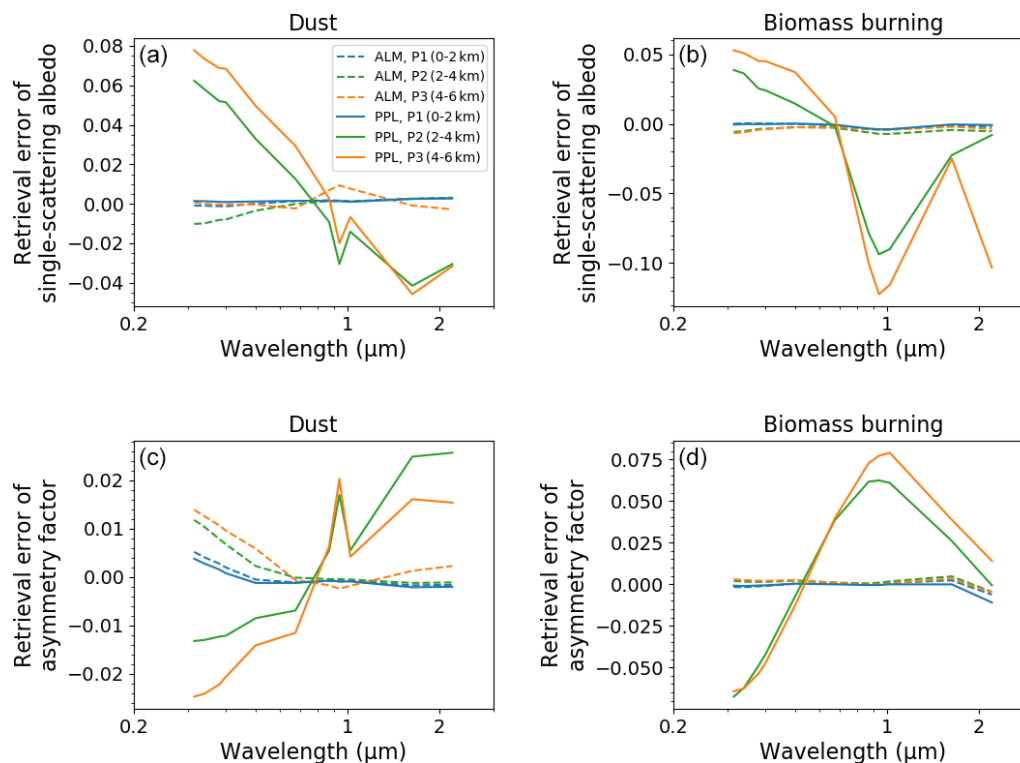 Dust
(a)
0.08
0.06
0.04
0.02
0.00
−0.02
−0.04
0.2
1
2
Retrieval error of
single-scattering albedo
Wavelength (μm)
ALM, P1 (0-2 km)
ALM, P2 (2-4 km)
ALM, P3 (4-6 km)
PPL, P1 (0-2 km)
PPL, P2 (2-4 km)
PPL, P3 (4-6 km)
Biomass burning
(b)
0.05
0.00
−0.05
−0.10
0.2
1
2
Retrieval error of
single-scattering albedo
Wavelength (μm)
Dust
(c)
0.02
0.01
0.00
−0.01
−0.02
0.2
1
2
Retrieval error of
asymmetry factor
Wavelength (μm)
Biomass burning
(d)
0.075
0.050
0.025
0.000
−0.025
−0.050
0.2
1
2
Retrieval error of
asymmetry factor
Wavelength (μm)